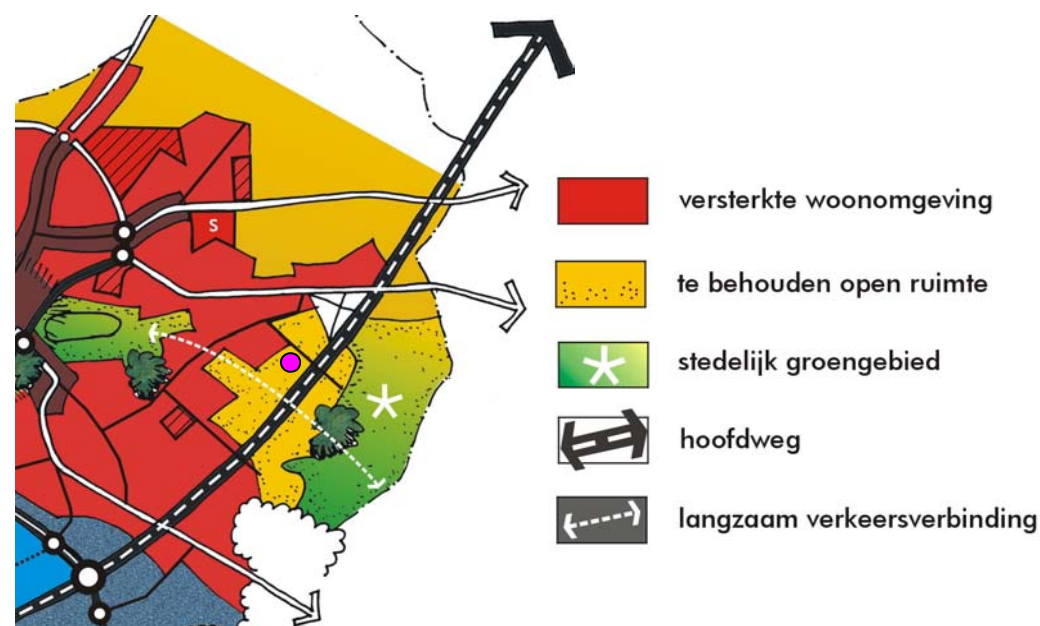 S
versterkte woonomgeving
te behouden open ruimte
stedelijk groengebied
hoofdweg
langzaam verkeersverbinding